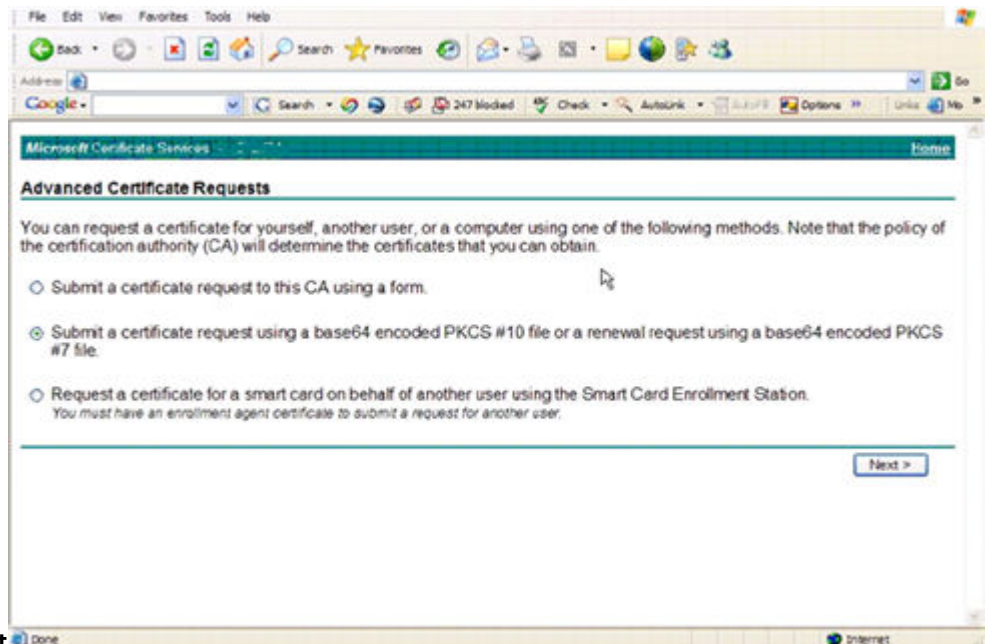 File Edit View Favorites Tools Help
Back Search Favorites
Address Go
Google Search 247 blocked Check AutoLink Options Links
Microsoft Certificate Services Home
Advanced Certificate Requests
You can request a certificate for yourself, another user, or a computer using one of the following methods. Note that the policy of
the certification authority (CA) will determine the certificates that you can obtain.
Submit a certificate request to this CA using a form.
Submit a certificate request using a base64 encoded PKCS #10 file or a renewal request using a base64 encoded PKCS
#7 file.
Request a certificate for a smart card on behalf of another user using the Smart Card Enrollment Station.
You must have an enrollment agent certificate to submit a request for another user.
Next >
Done Internet